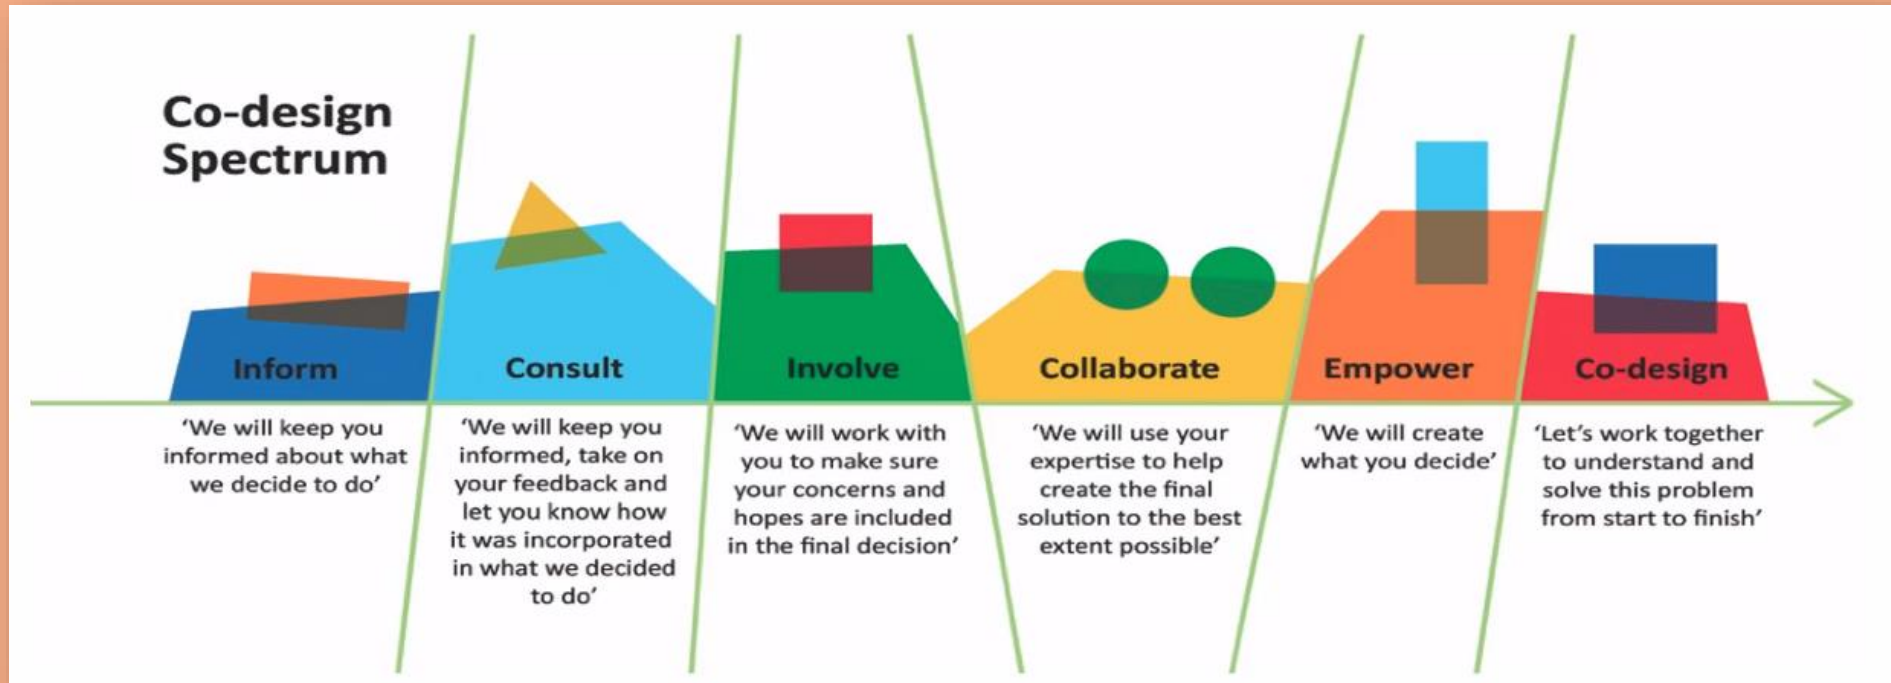 Co-design
Spectrum
Inform
‘We will keep you
informed about what
we decide to do’
Consult
‘We will keep you
informed, take on
your feedback and
let you know how
it was incorporated
in what we decided
to do’
Involve
‘We will work with
you to make sure
your concerns and
hopes are included
in the final decision’
Collaborate
‘We will use your
expertise to help
create the final
solution to the best
extent possible’
Empower
‘We will create
what you decide’
Co-design
‘Let’s work together
to understand and
solve this problem
from start to finish’